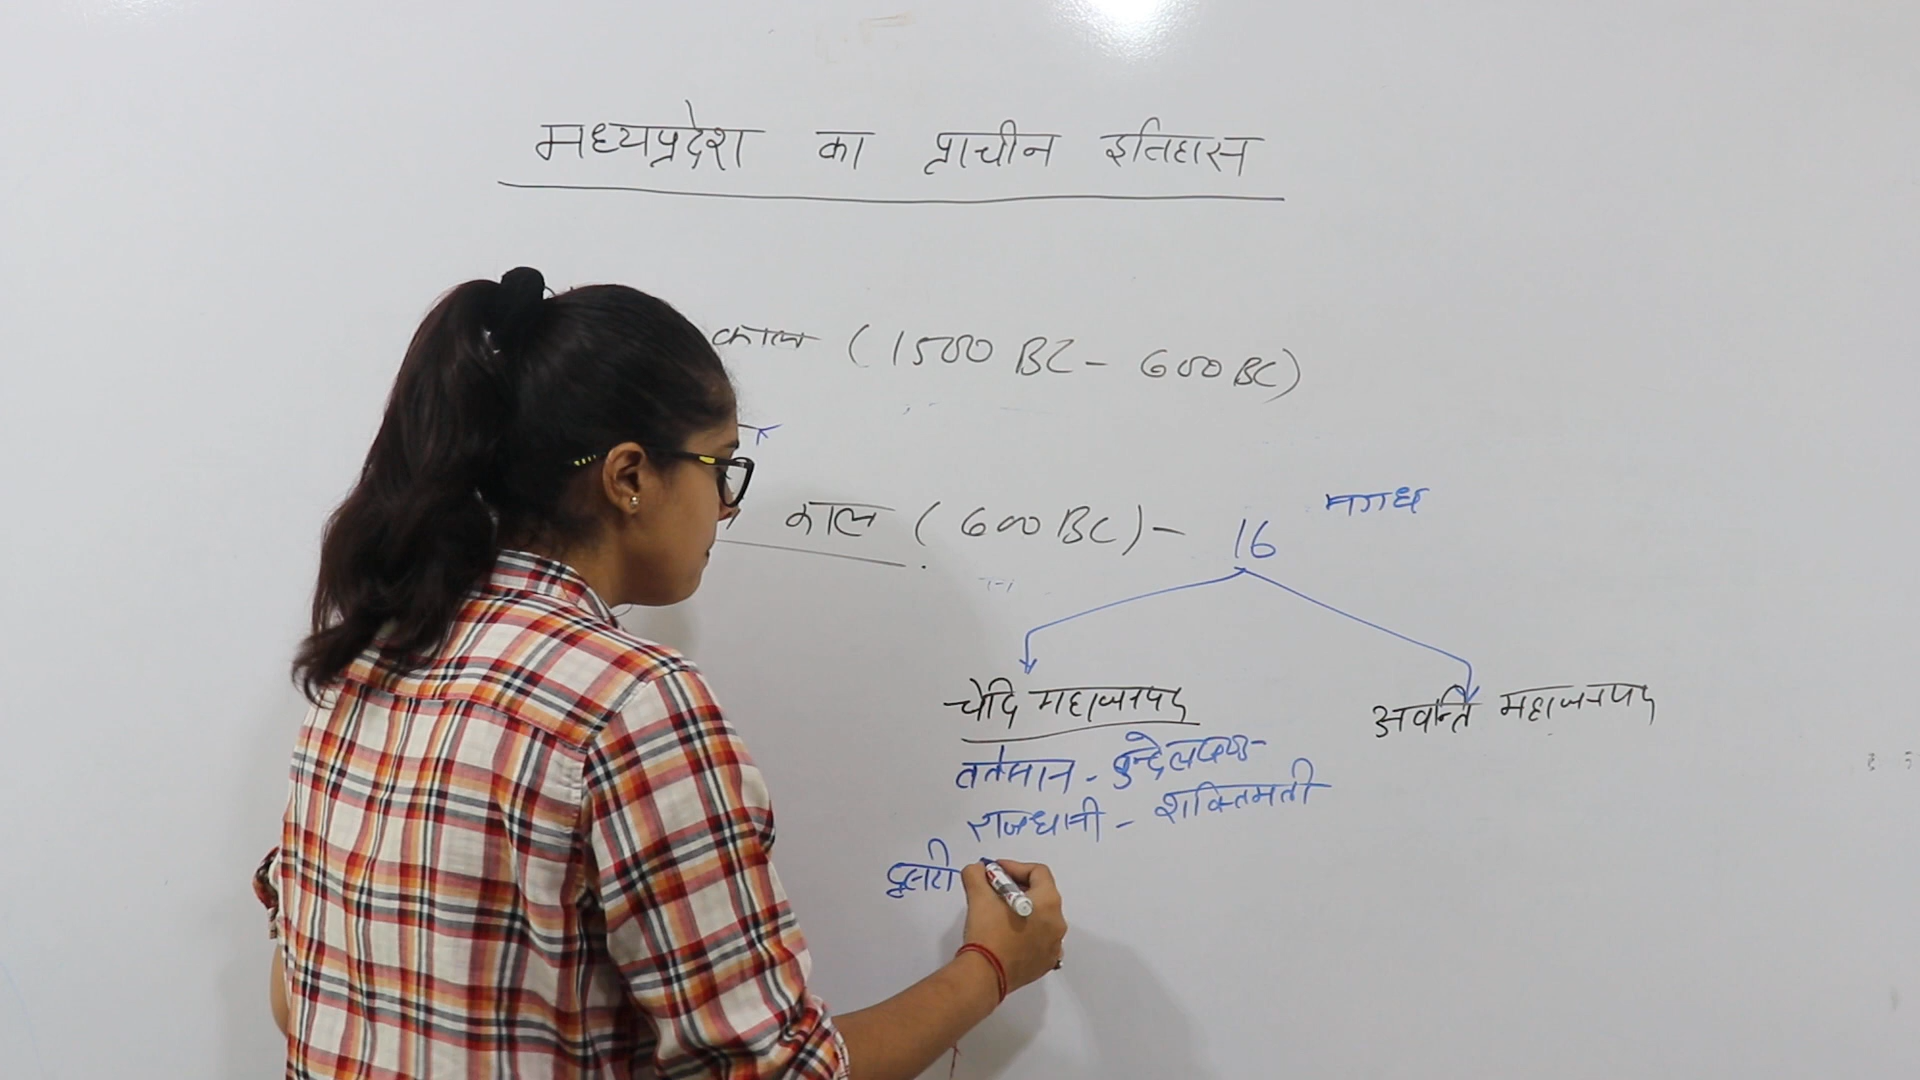 मध्यप्रदेश का प्राचीन इतिहास
काल (1500 BC - 600 BC)
काल (600 BC) - 16 मगध
चेदि महाजनपद
अवन्ति महाजनपद
वर्तमान - बुन्देलखण्ड
राजधानी - शक्तिमती
दूसरी